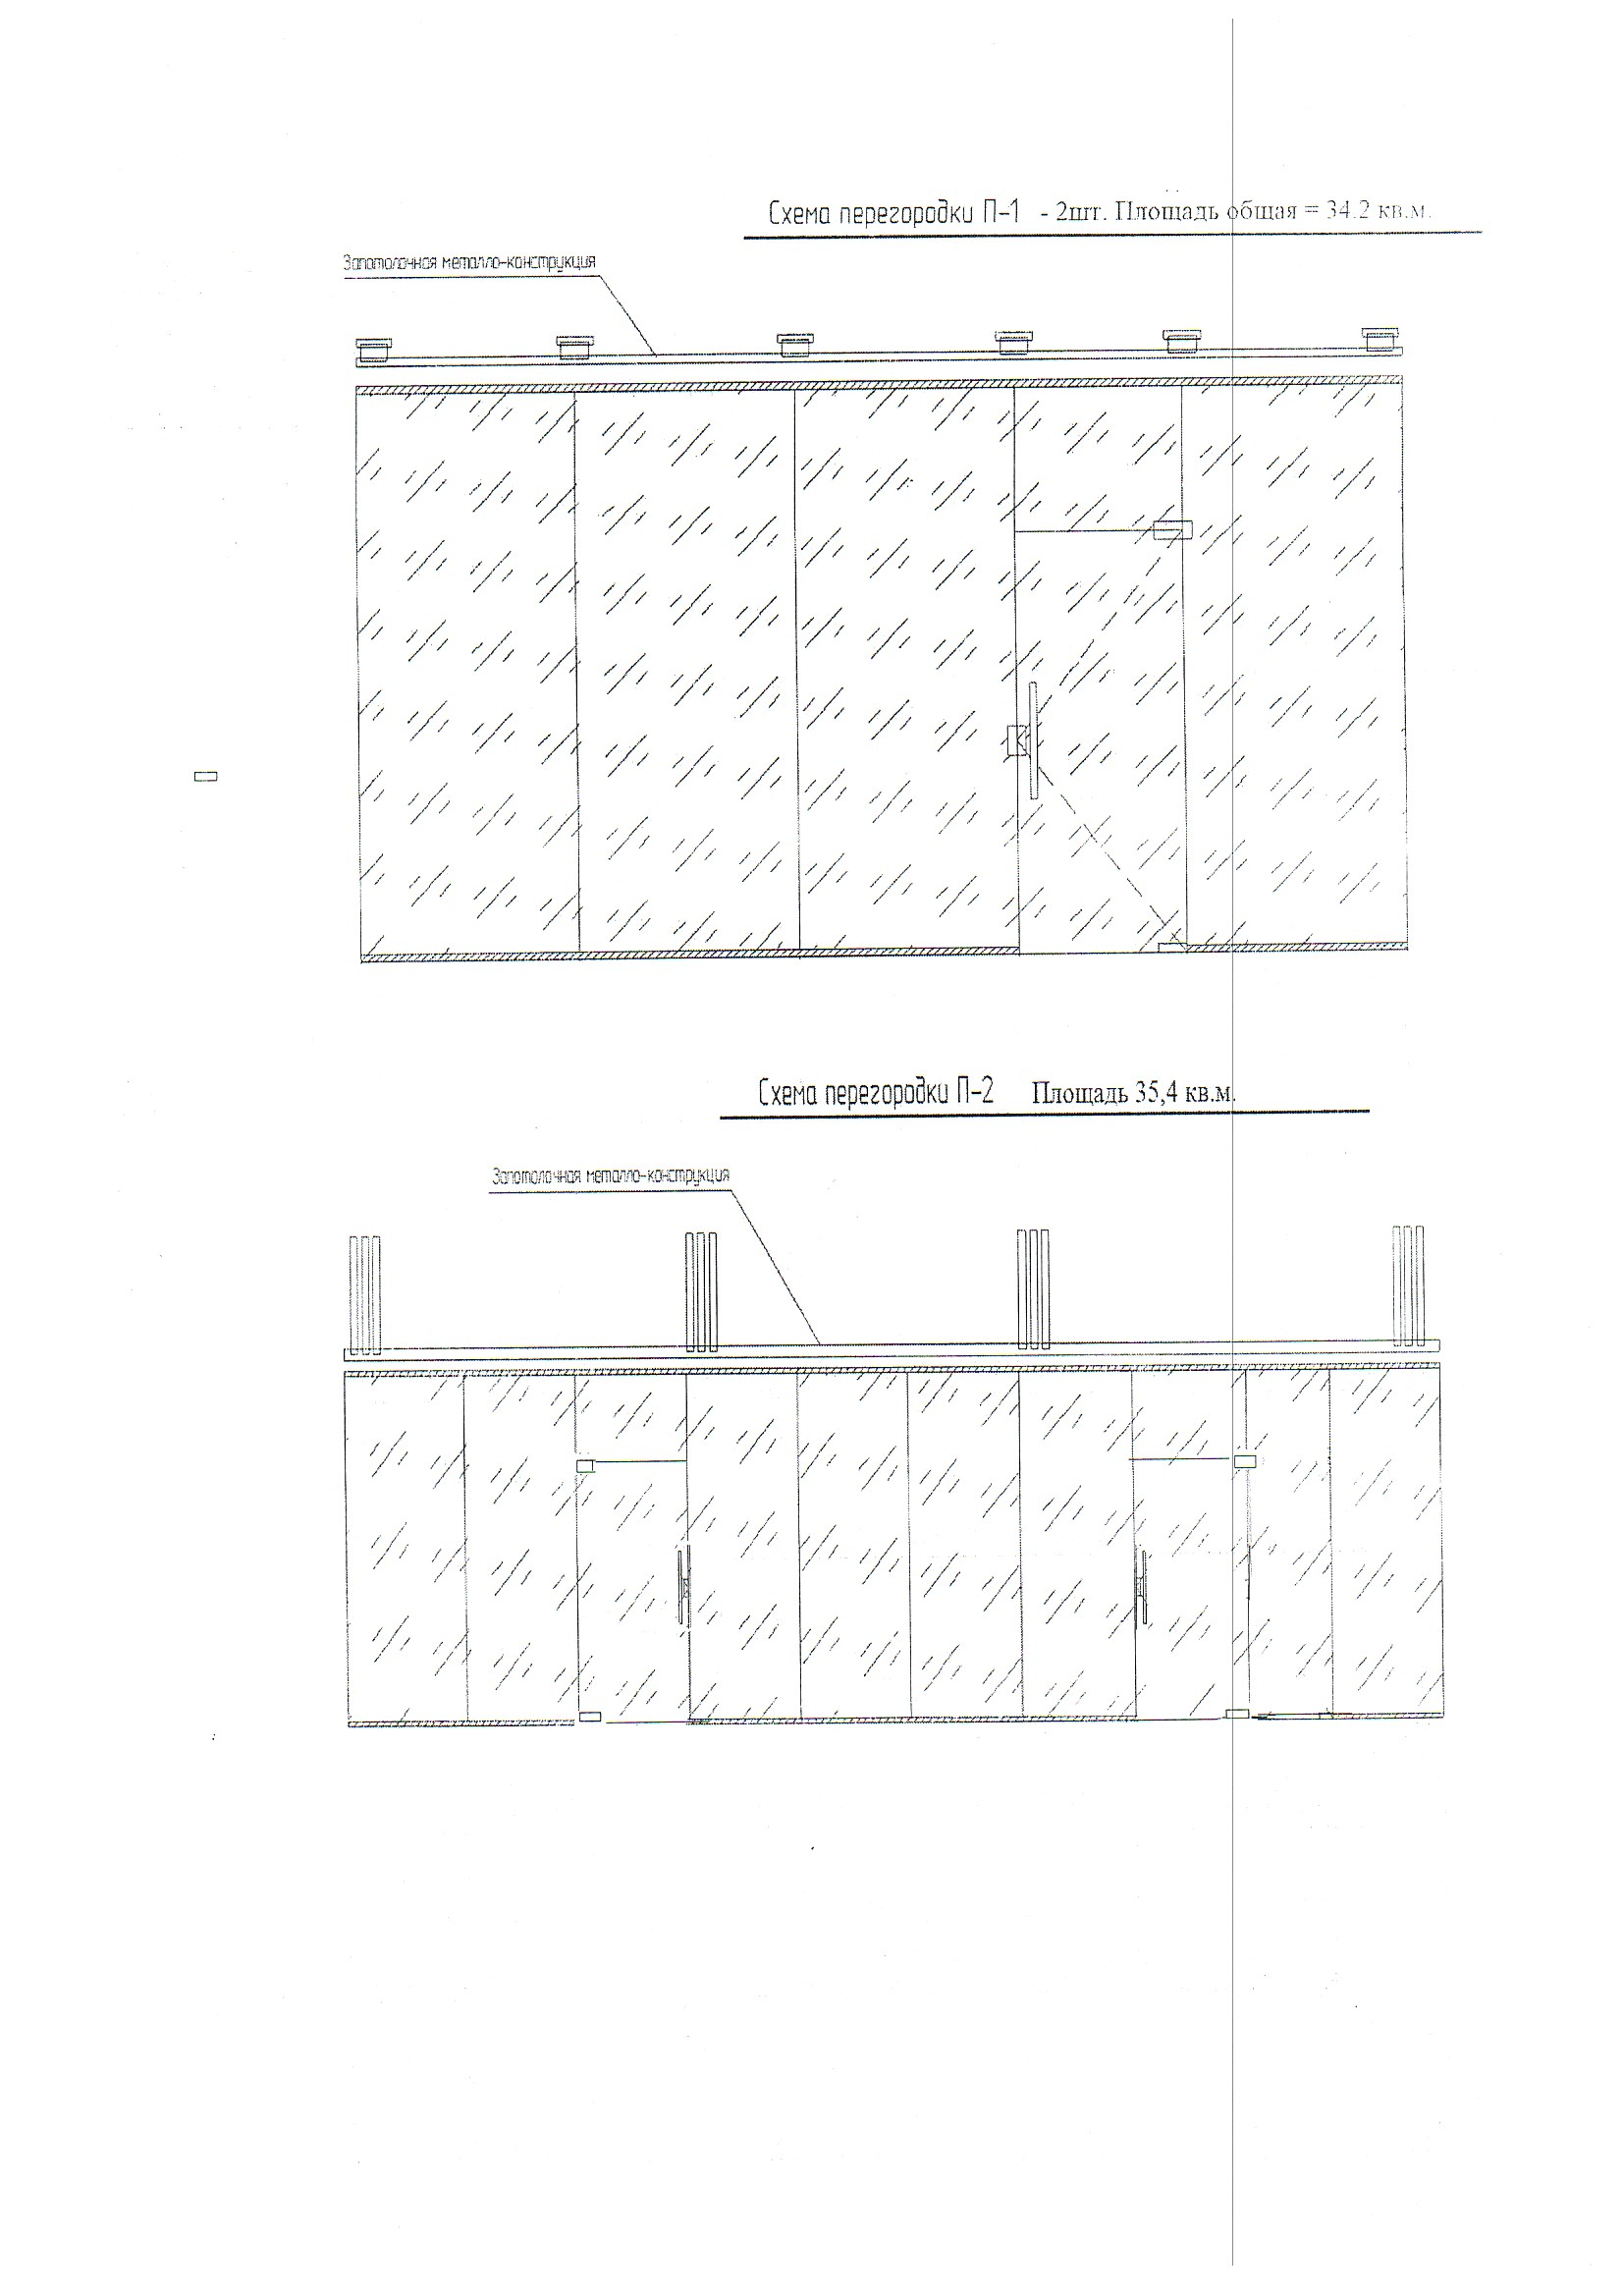 Схема перегородки П-1 - 2шт. Площадь общая = 34.2 кв.м.
Запотолочная металло-конструкция
Схема перегородки П-2 Площадь 35,4 кв.м.
Запотолочная металло-конструкция